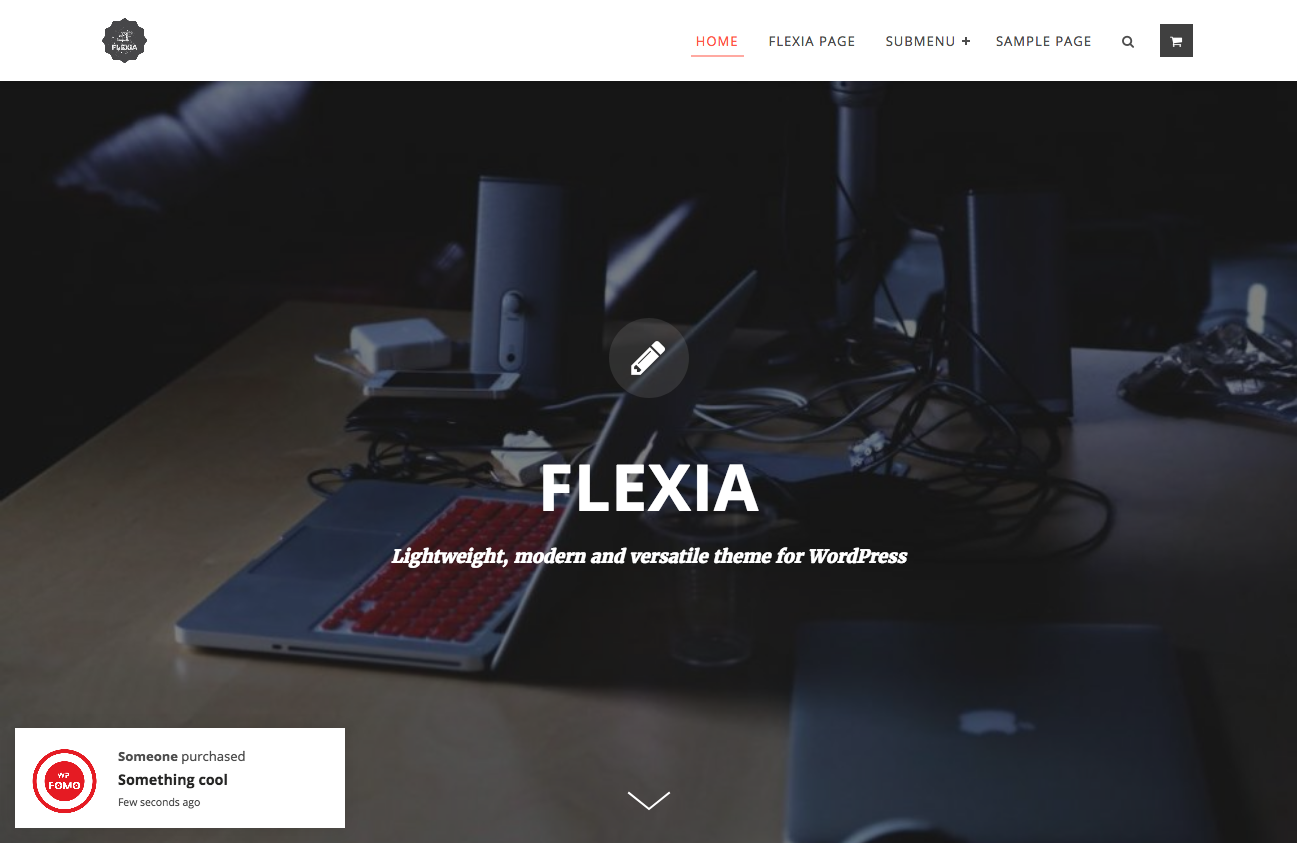 FLEXIA
HOME
FLEXIA PAGE
SUBMENU +
SAMPLE PAGE
FLEXIA
Lightweight, modern and versatile theme for WordPress
WP
FOMO
Someone purchased
Something cool
Few seconds ago